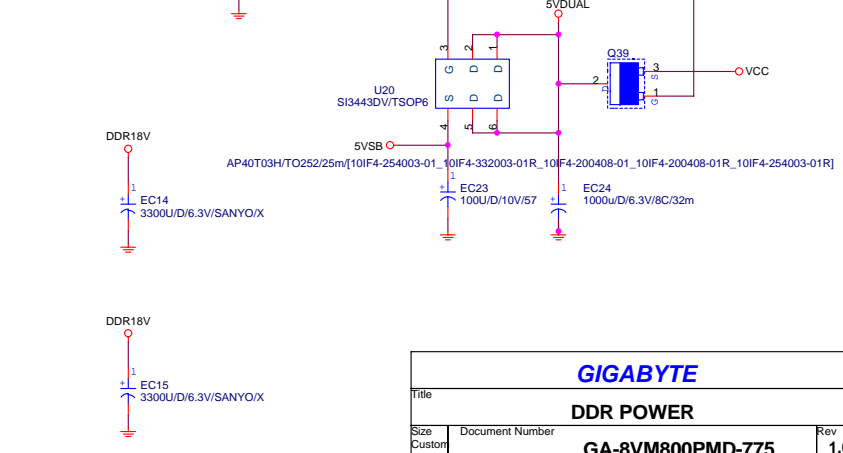 5VDUAL
Q39
3
2
1
G
D
D
U20
SI3443DV/TSOP6
S
D
D
4
5
6
2
D
3
S
1
G
VCC
5VSB
DDR18V
AP40T03H/TO252/25m/[10IF4-254003-01_10IF4-332003-01R_10IF4-200408-01_10IF4-200408-01R_10IF4-254003-01R]
1
+
EC14
3300U/D/6.3V/SANYO/X
1
+
EC23
100U/D/10V/57
1
+
EC24
1000u/D/6.3V/8C/32m
DDR18V
1
+
EC15
3300U/D/6.3V/SANYO/X
GIGABYTE
Title
DDR POWER
Size
Custom
Document Number
GA-8VM800PMD-775
Rev